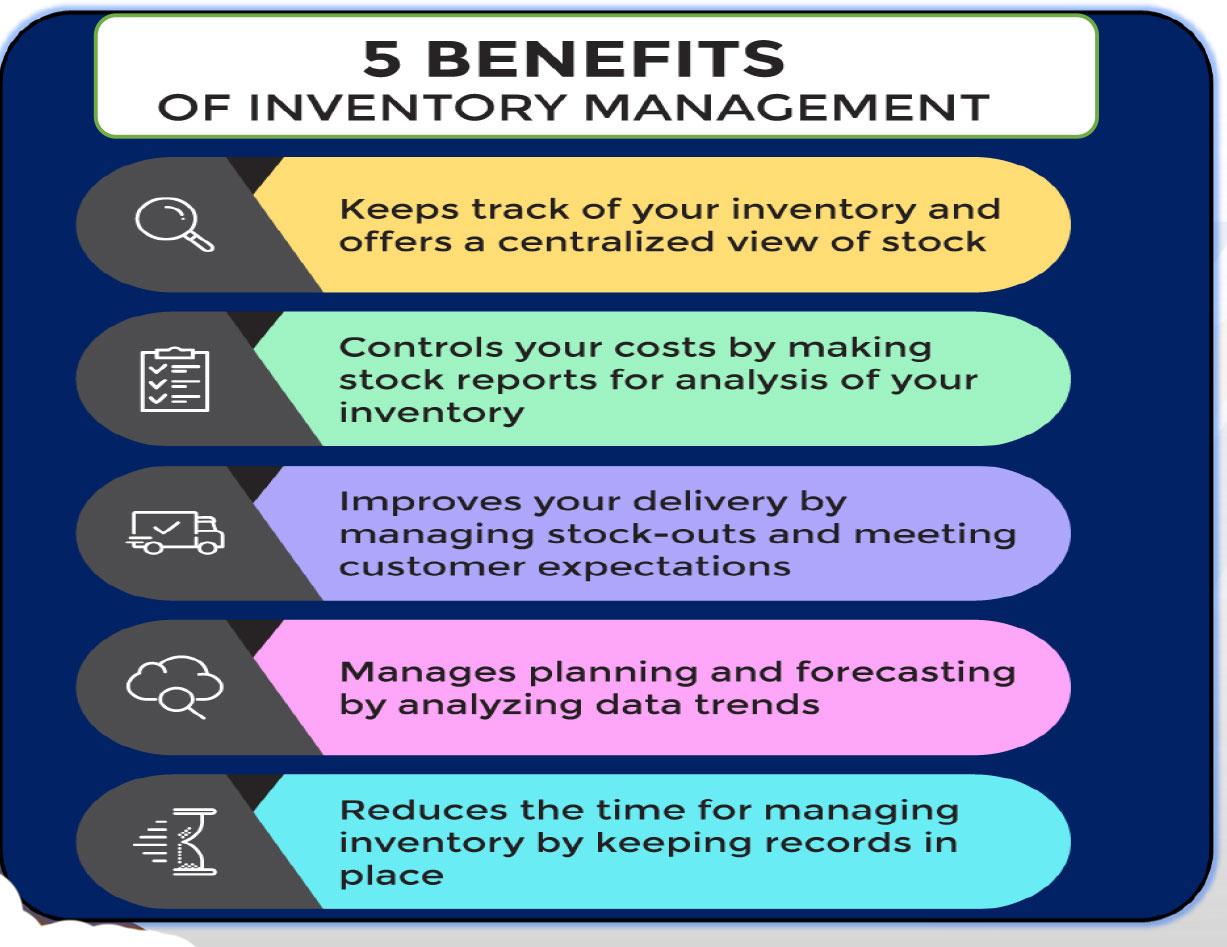 5 BENEFITS
OF INVENTORY MANAGEMENT
Keeps track of your inventory and
offers a centralized view of stock
Controls your costs by making
stock reports for analysis of your
inventory
Improves your delivery by
managing stock-outs and meeting
customer expectations
Manages planning and forecasting
by analyzing data trends
Reduces the time for managing
inventory by keeping records in
place